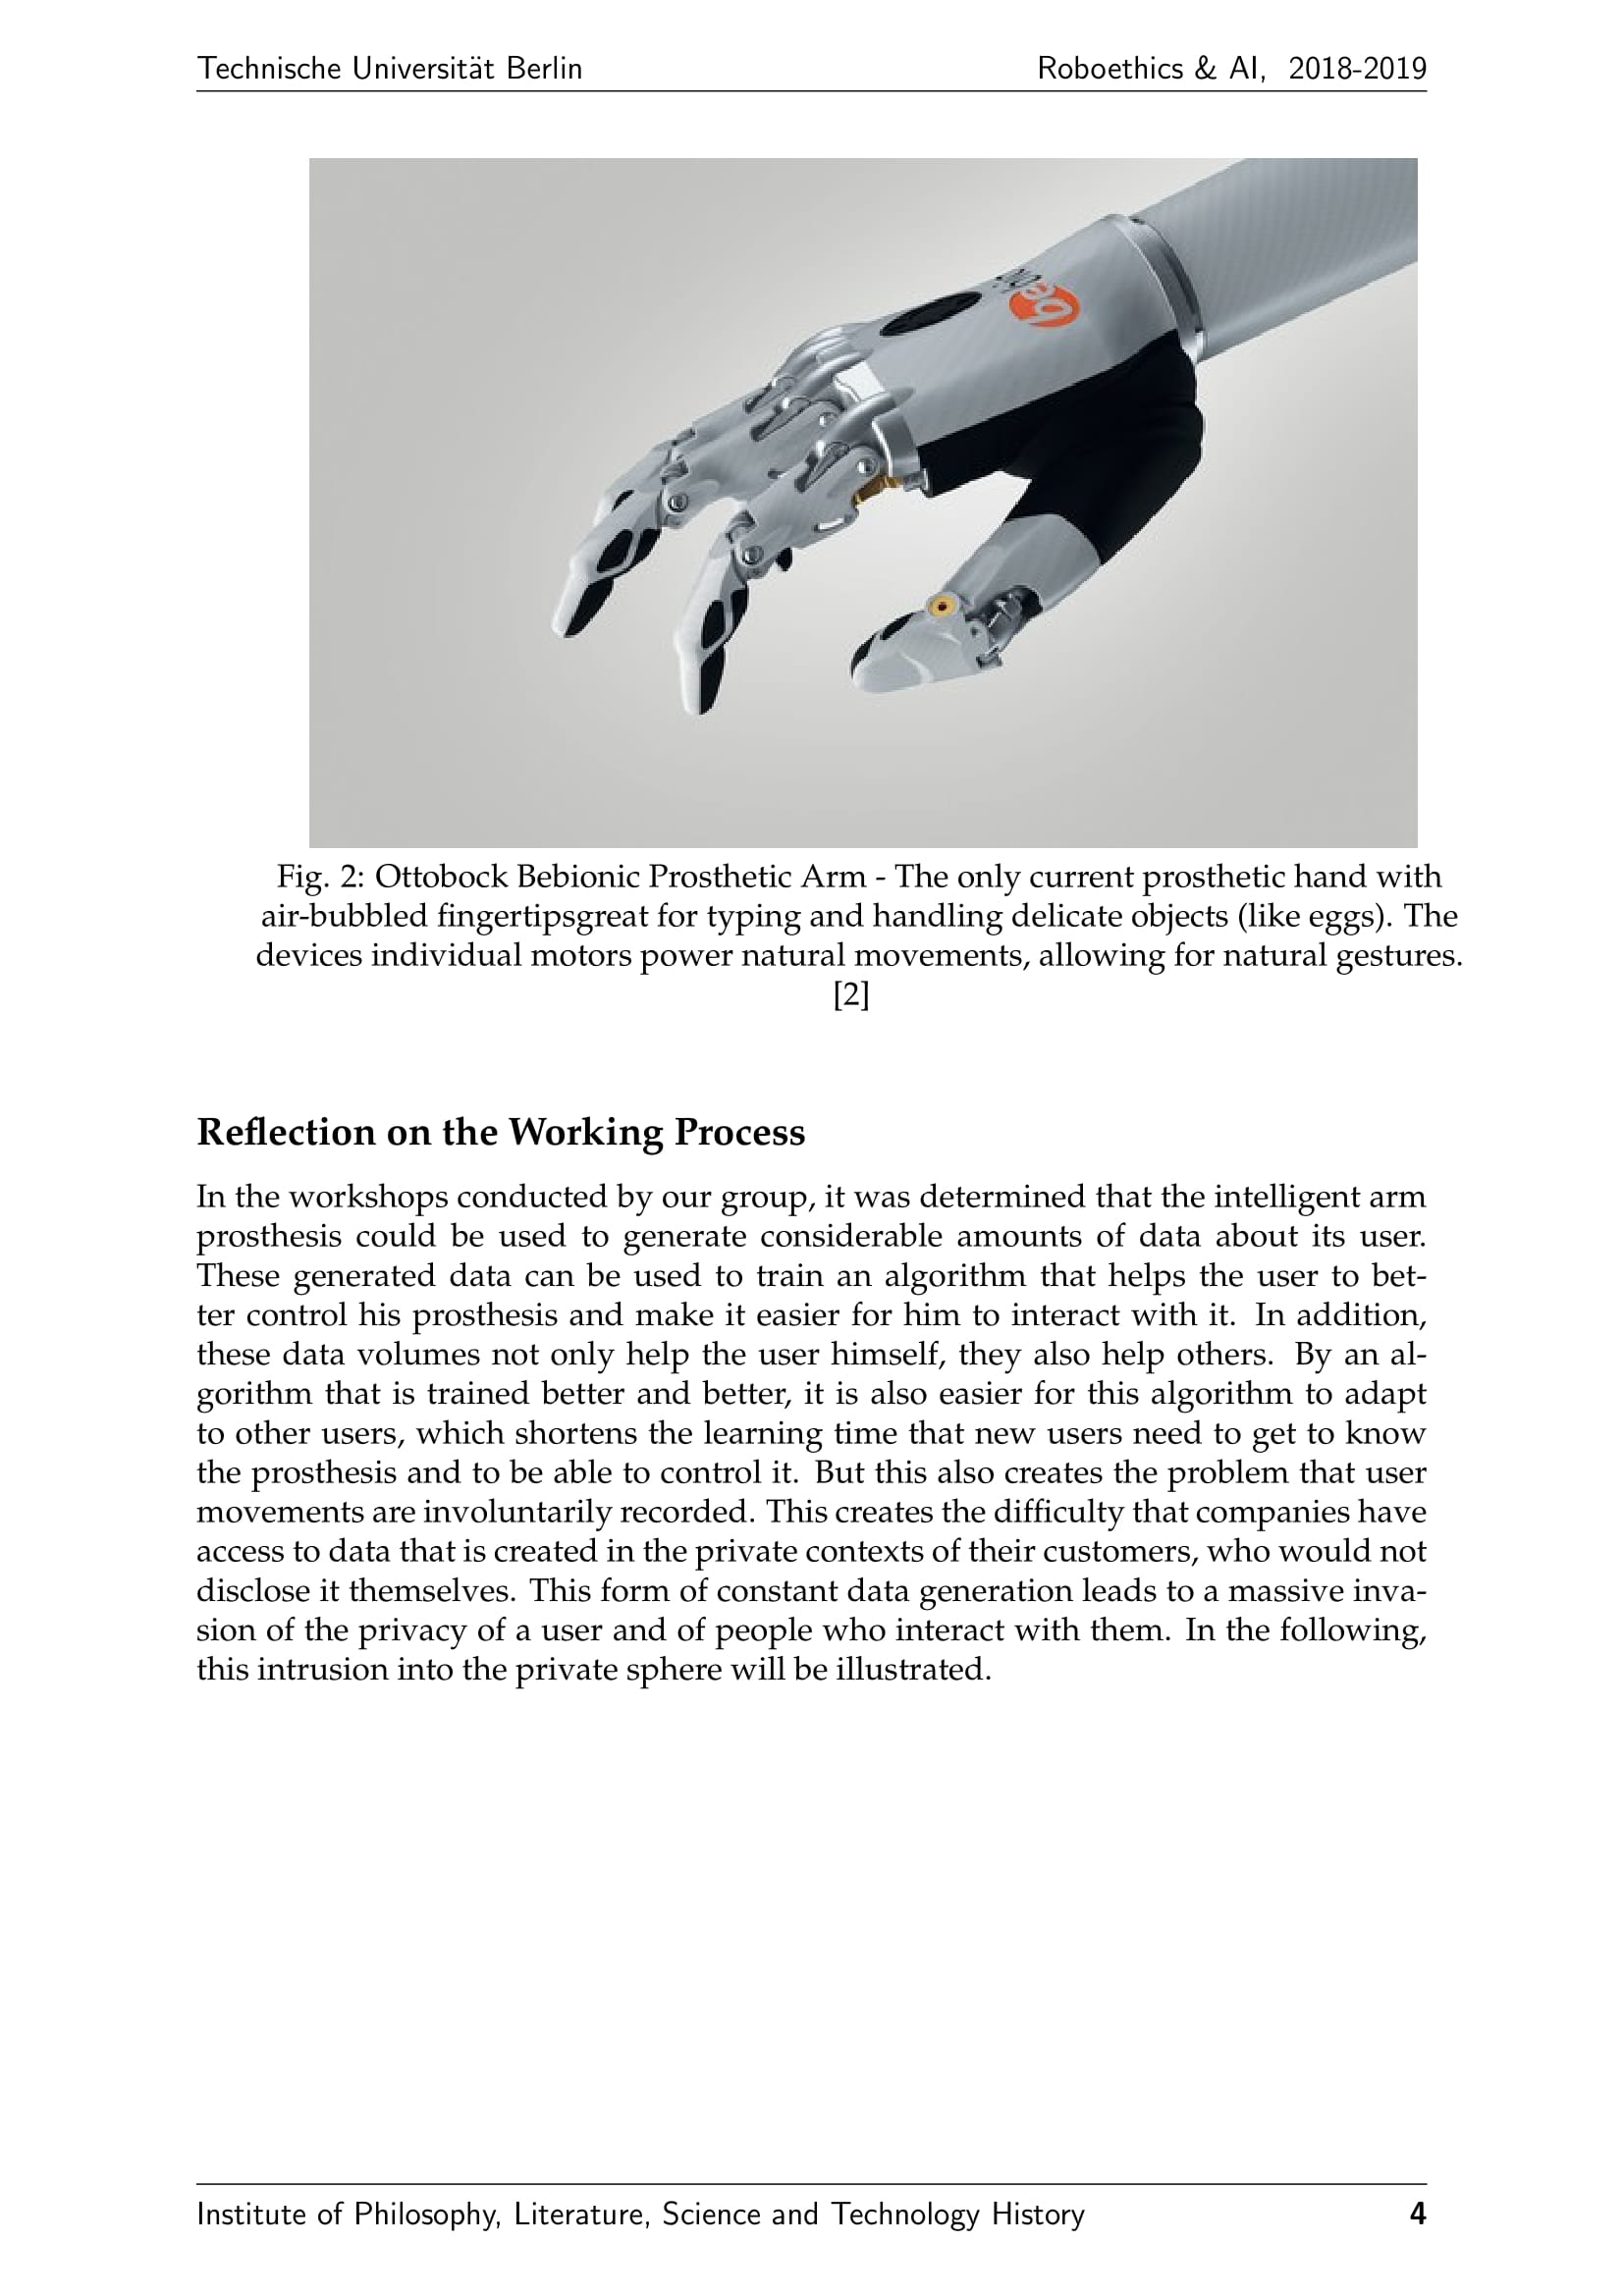 Technische Universität Berlin
Roboethics & AI, 2018-2019
be
Fig. 2: Ottobock Bebionic Prosthetic Arm - The only current prosthetic hand with
air-bubbled fingertipsgreat for typing and handling delicate objects (like eggs). The
devices individual motors power natural movements, allowing for natural gestures.
[2]
Reflection on the Working Process
In the workshops conducted by our group, it was determined that the intelligent arm
prosthesis could be used to generate considerable amounts of data about its user.
These generated data can be used to train an algorithm that helps the user to bet-
ter control his prosthesis and make it easier for him to interact with it. In addition,
these data volumes not only help the user himself, they also help others. By an al-
gorithm that is trained better and better, it is also easier for this algorithm to adapt
to other users, which shortens the learning time that new users need to get to know
the prosthesis and to be able to control it. But this also creates the problem that user
movements are involuntarily recorded. This creates the difficulty that companies have
access to data that is created in the private contexts of their customers, who would not
disclose it themselves. This form of constant data generation leads to a massive inva-
sion of the privacy of a user and of people who interact with them. In the following,
this intrusion into the private sphere will be illustrated.
Institute of Philosophy, Literature, Science and Technology History
4